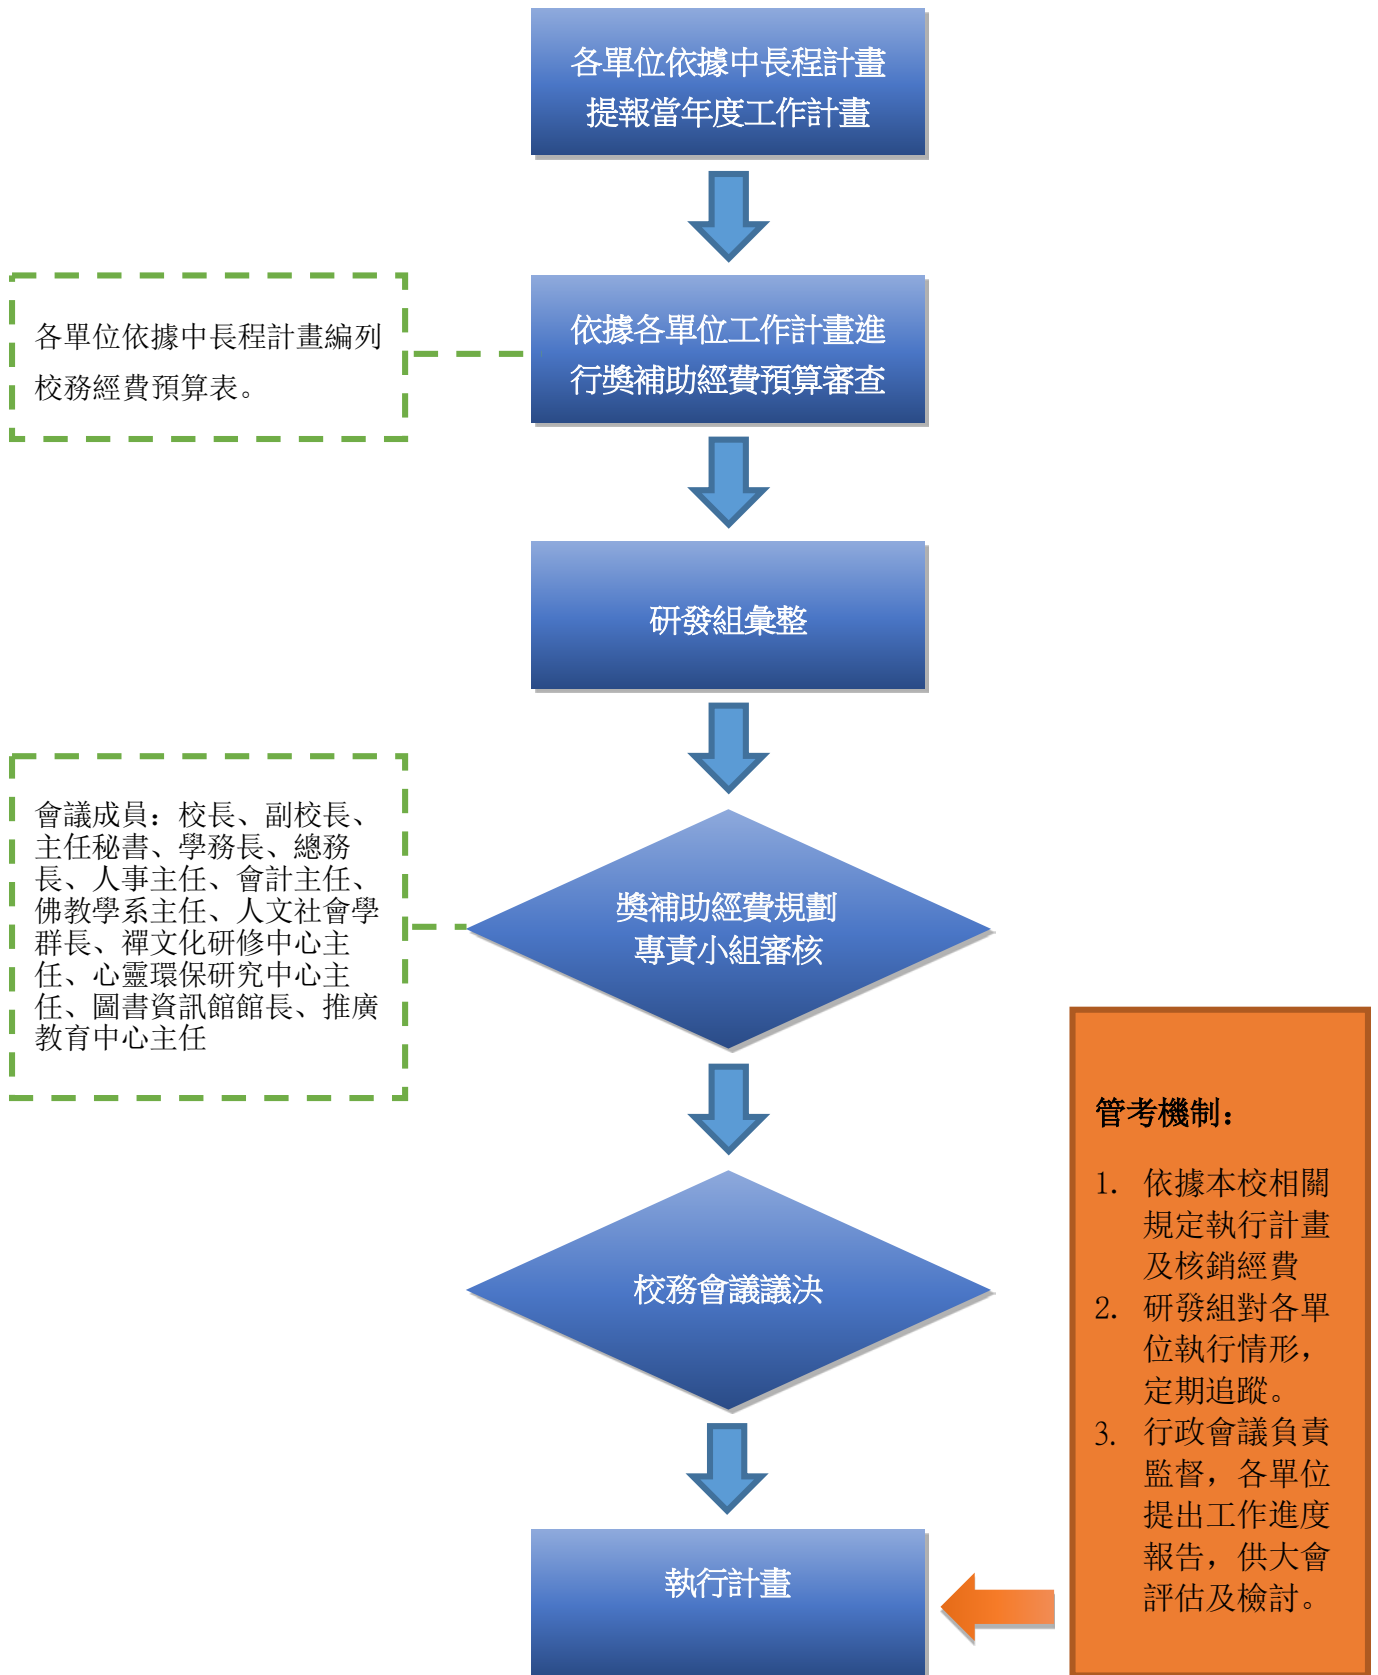 各單位依據中長程計畫
提報當年度工作計畫
各單位依據中長程計畫編列
校務經費預算表。
依據各單位工作計畫進
行獎補助經費預算審查
研發組彙整
會議成員：校長、副校長、
主任秘書、學務長、總務
長、人事主任、會計主任、
佛教學系主任、人文社會學
群長、禪文化研修中心主
任、心靈環保研究中心主
任、圖書資訊館館長、推廣
教育中心主任
獎補助經費規劃
專責小組審核
校務會議議決
執行計畫
管考機制：
1. 依據本校相關
規定執行計畫
及核銷經費
2. 研發組對各單
位執行情形，
定期追蹤。
3. 行政會議負責
監督，各單位
提出工作進度
報告，供大會
評估及檢討。